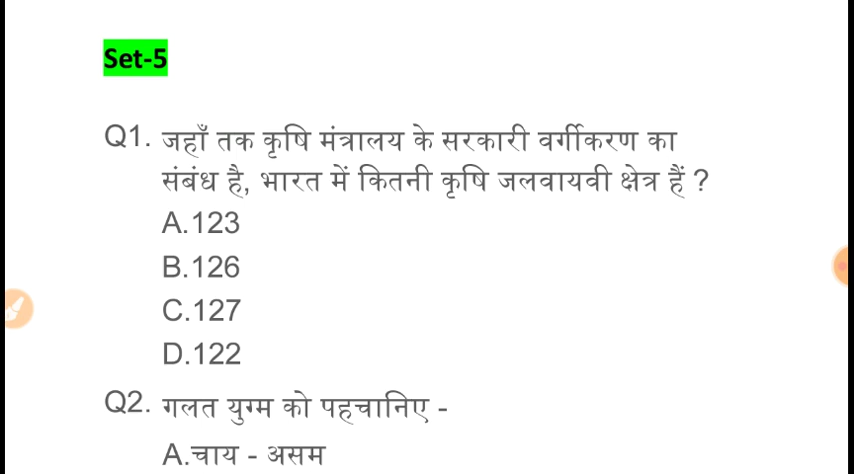 Set-5
Q1. जहाँ तक कृषि मंत्रालय के सरकारी वर्गीकरण का
संबंध है, भारत में कितनी कृषि जलवायवी क्षेत्र हैं ?
A.123
B.126
C.127
D.122
Q2. गलत युग्म को पहचानिए -
A.चाय - असम